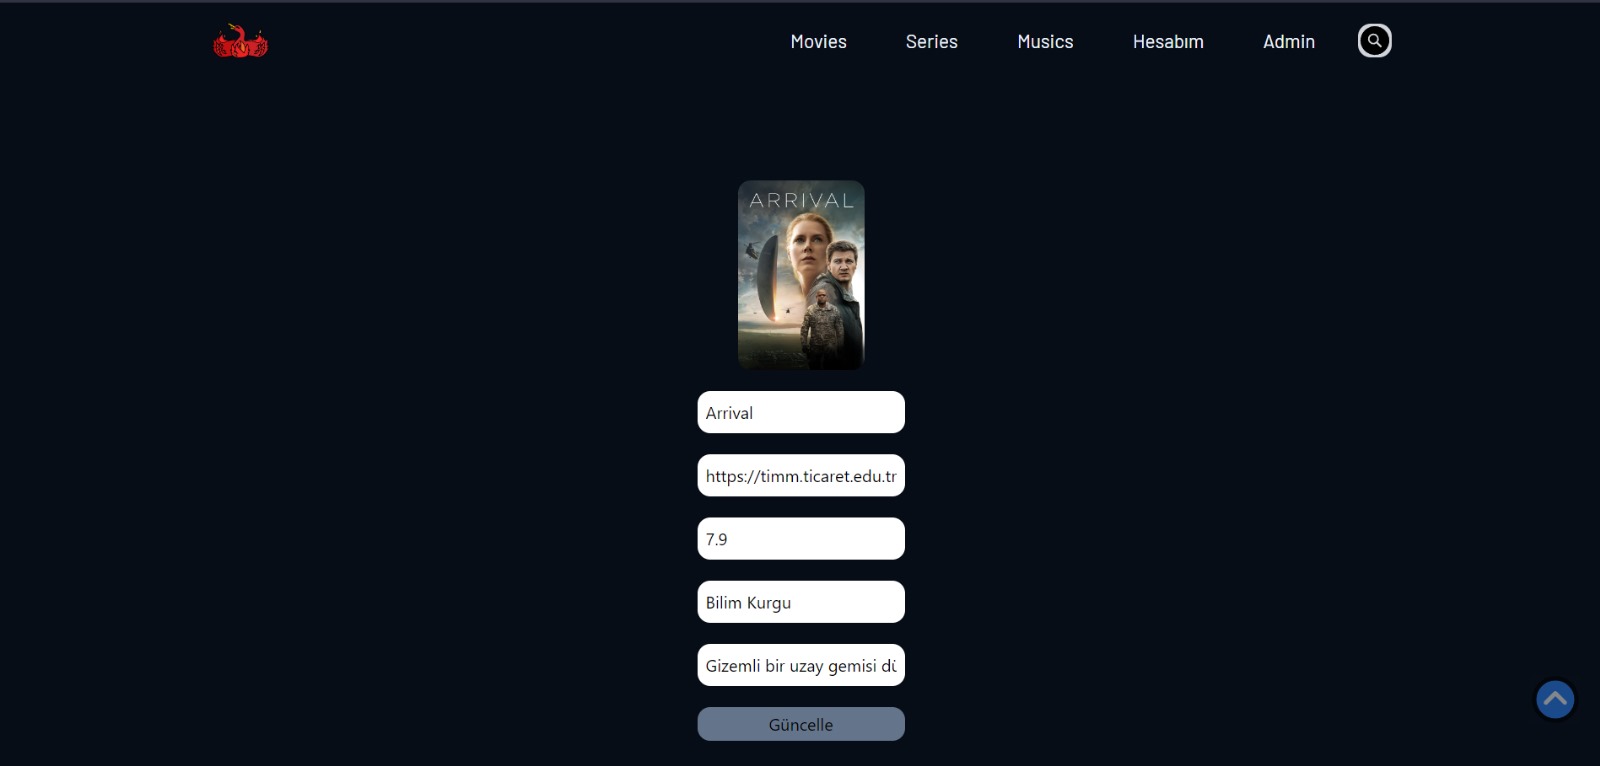 Movies Series Musics Hesabım Admin
ARRIVAL
Arrival
https://timm.ticaret.edu.tr
7.9
Bilim Kurgu
Gizemli bir uzay gemisi dü
Güncelle